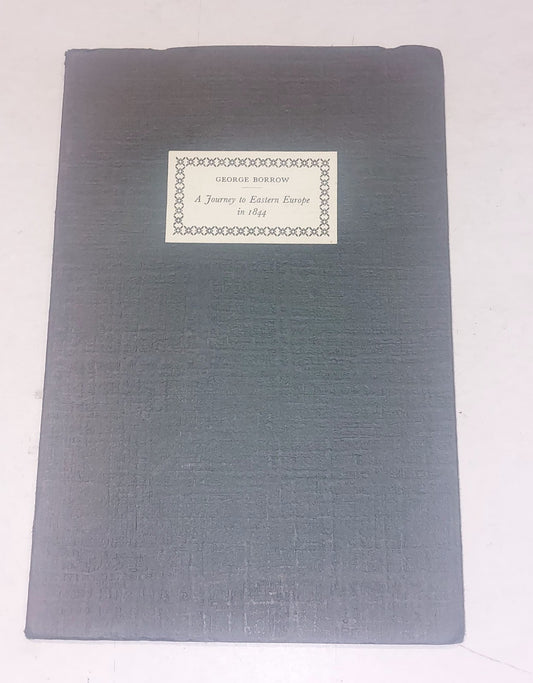 GEORGE BORROW
A Journey to Eastern Europe
in 1844